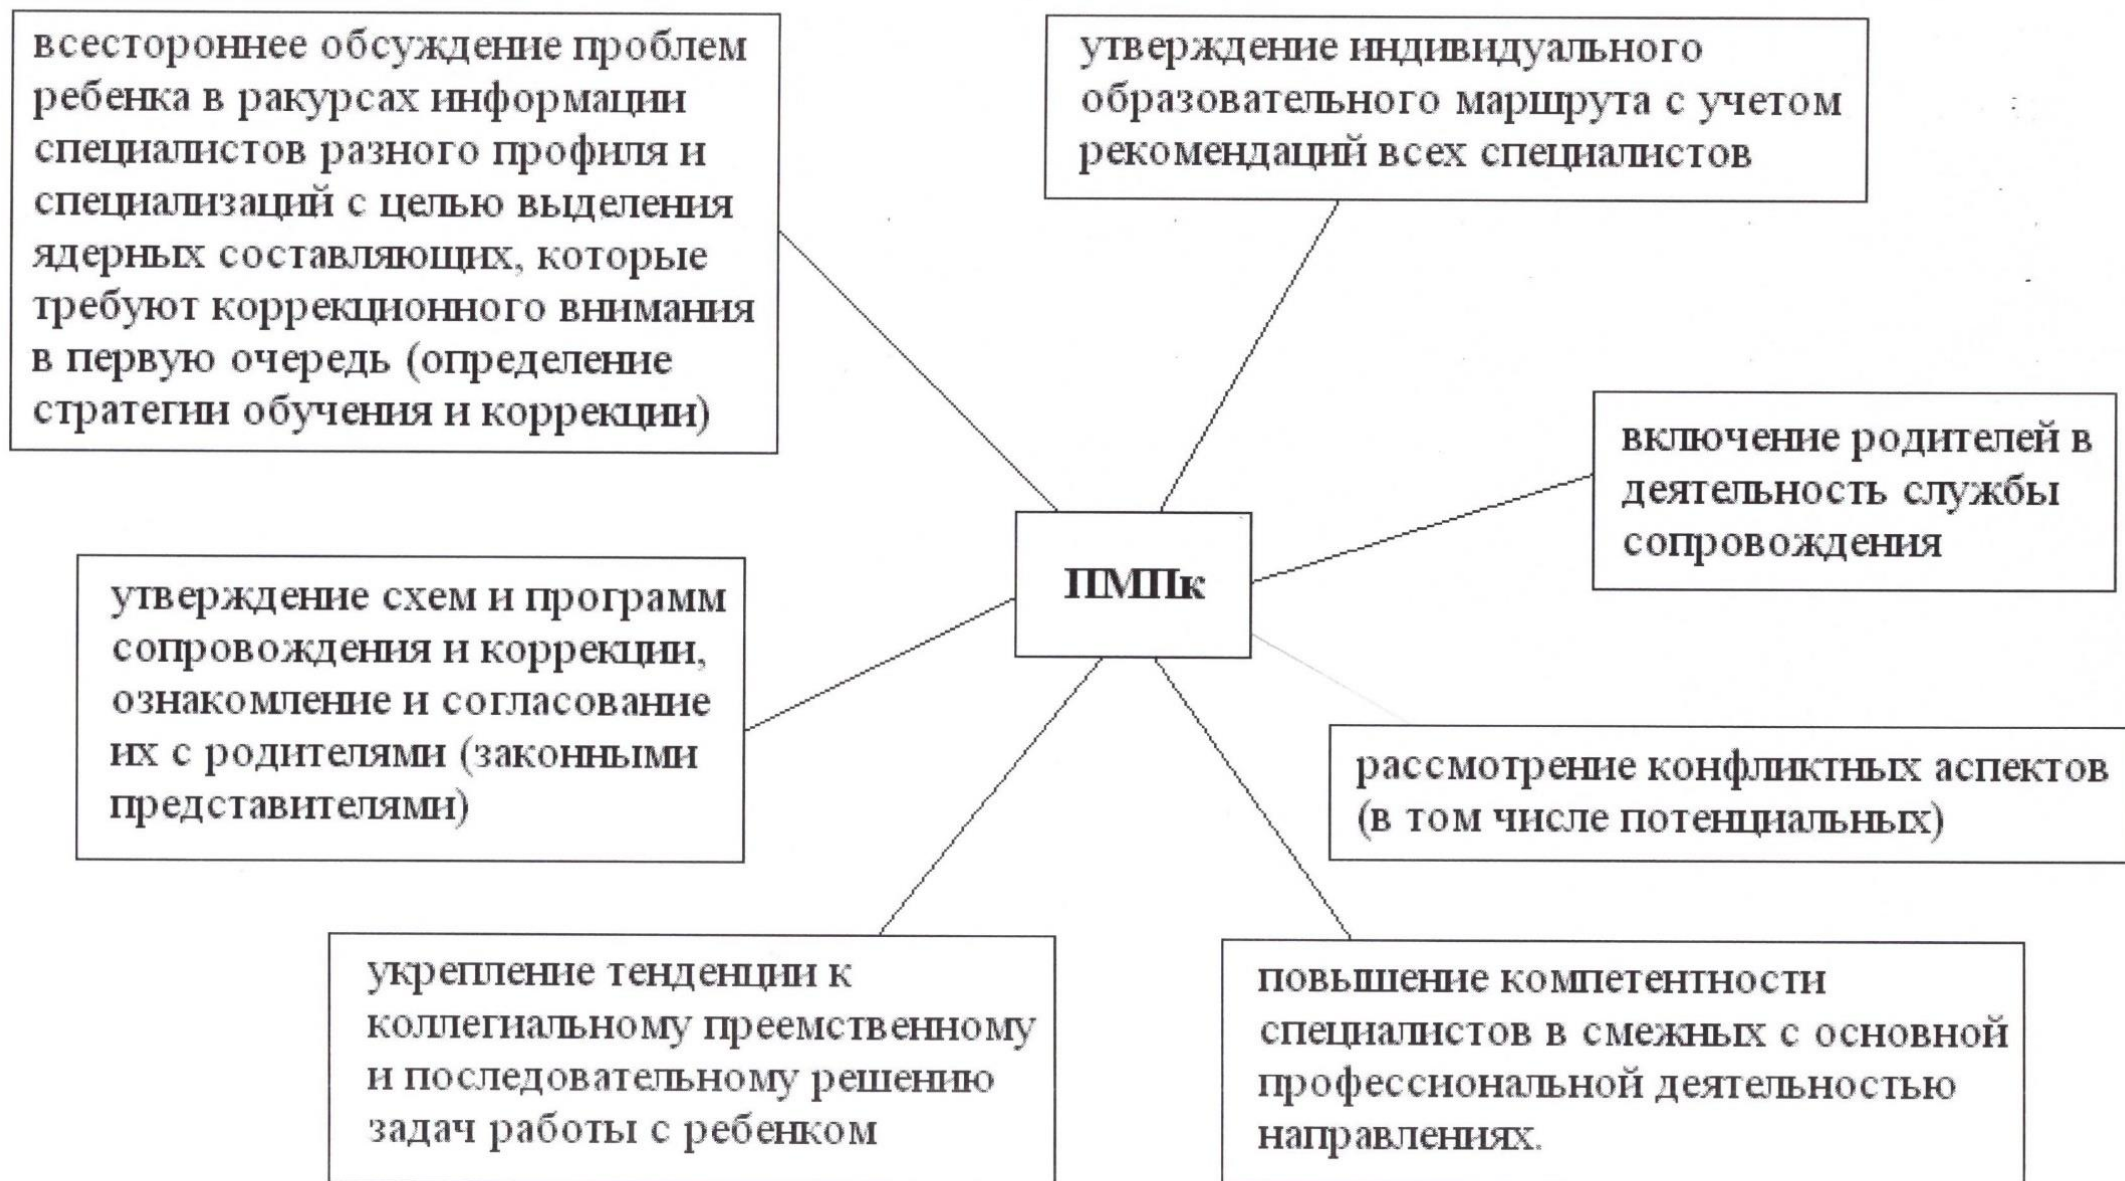 всестороннее обсуждение проблем
ребенка в ракурсах информации
специалистов разного профиля и
специализаций с целью выделения
ядерных составляющих, которые
требуют коррекционного внимания
в первую очередь (определение
стратегии обучения и коррекции)
утверждение индивидуального
образовательного маршрута с учетом
рекомендаций всех специалистов
включение родителей в
деятельность службы
сопровождения
ПМПк
утверждение схем и программ
сопровождения и коррекции,
ознакомление и согласование
их с родителями (законными
представителями)
рассмотрение конфликтных аспектов
(в том числе потенциальных)
укрепление тенденции к
коллегиальному преемственному
и последовательному решению
задач работы с ребенком
повышение компетентности
специалистов в смежных с основной
профессиональной деятельностью
направлениях.